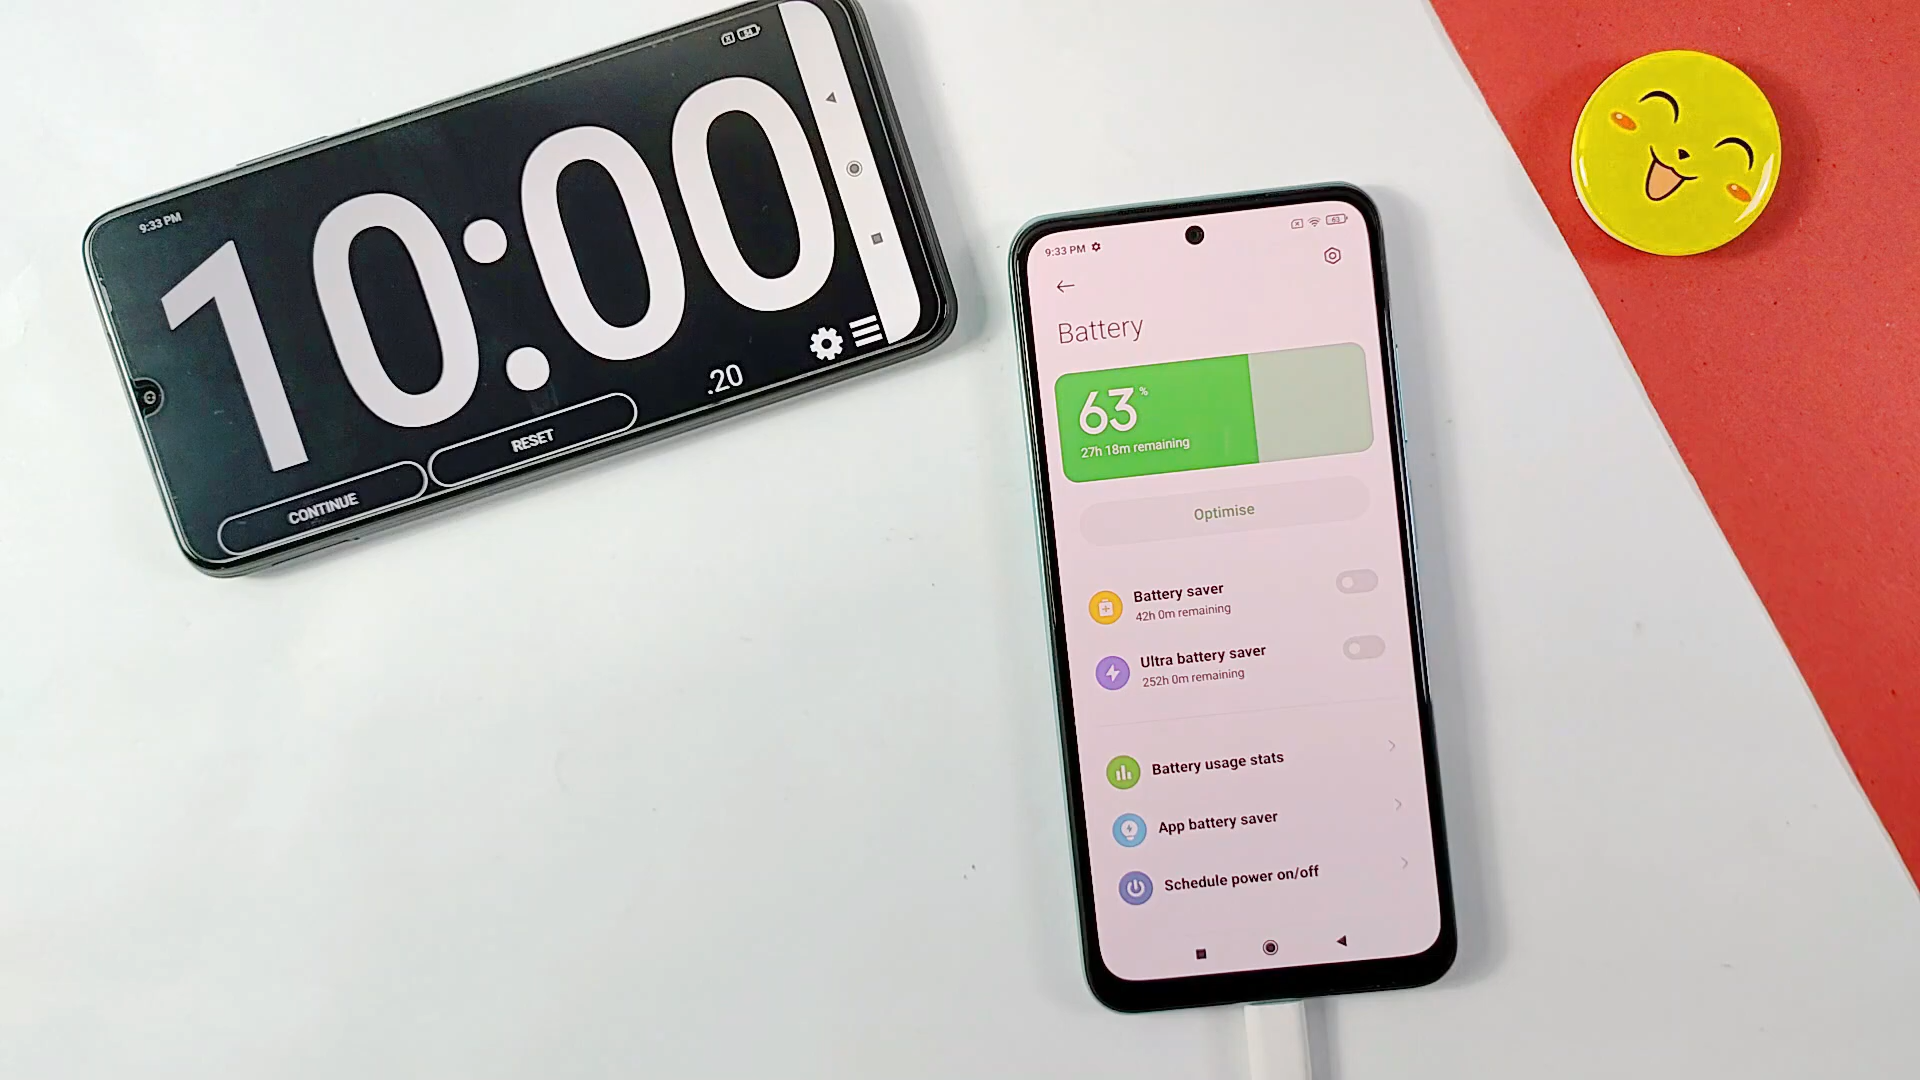 9:33 PM
54
10:00
.20
CONTINUE
RESET
9:33 PM
63
Battery
63%
27h 18m remaining
Optimise
Battery saver
42h 0m remaining
Ultra battery saver
252h 0m remaining
Battery usage stats
App battery saver
Schedule power on/off